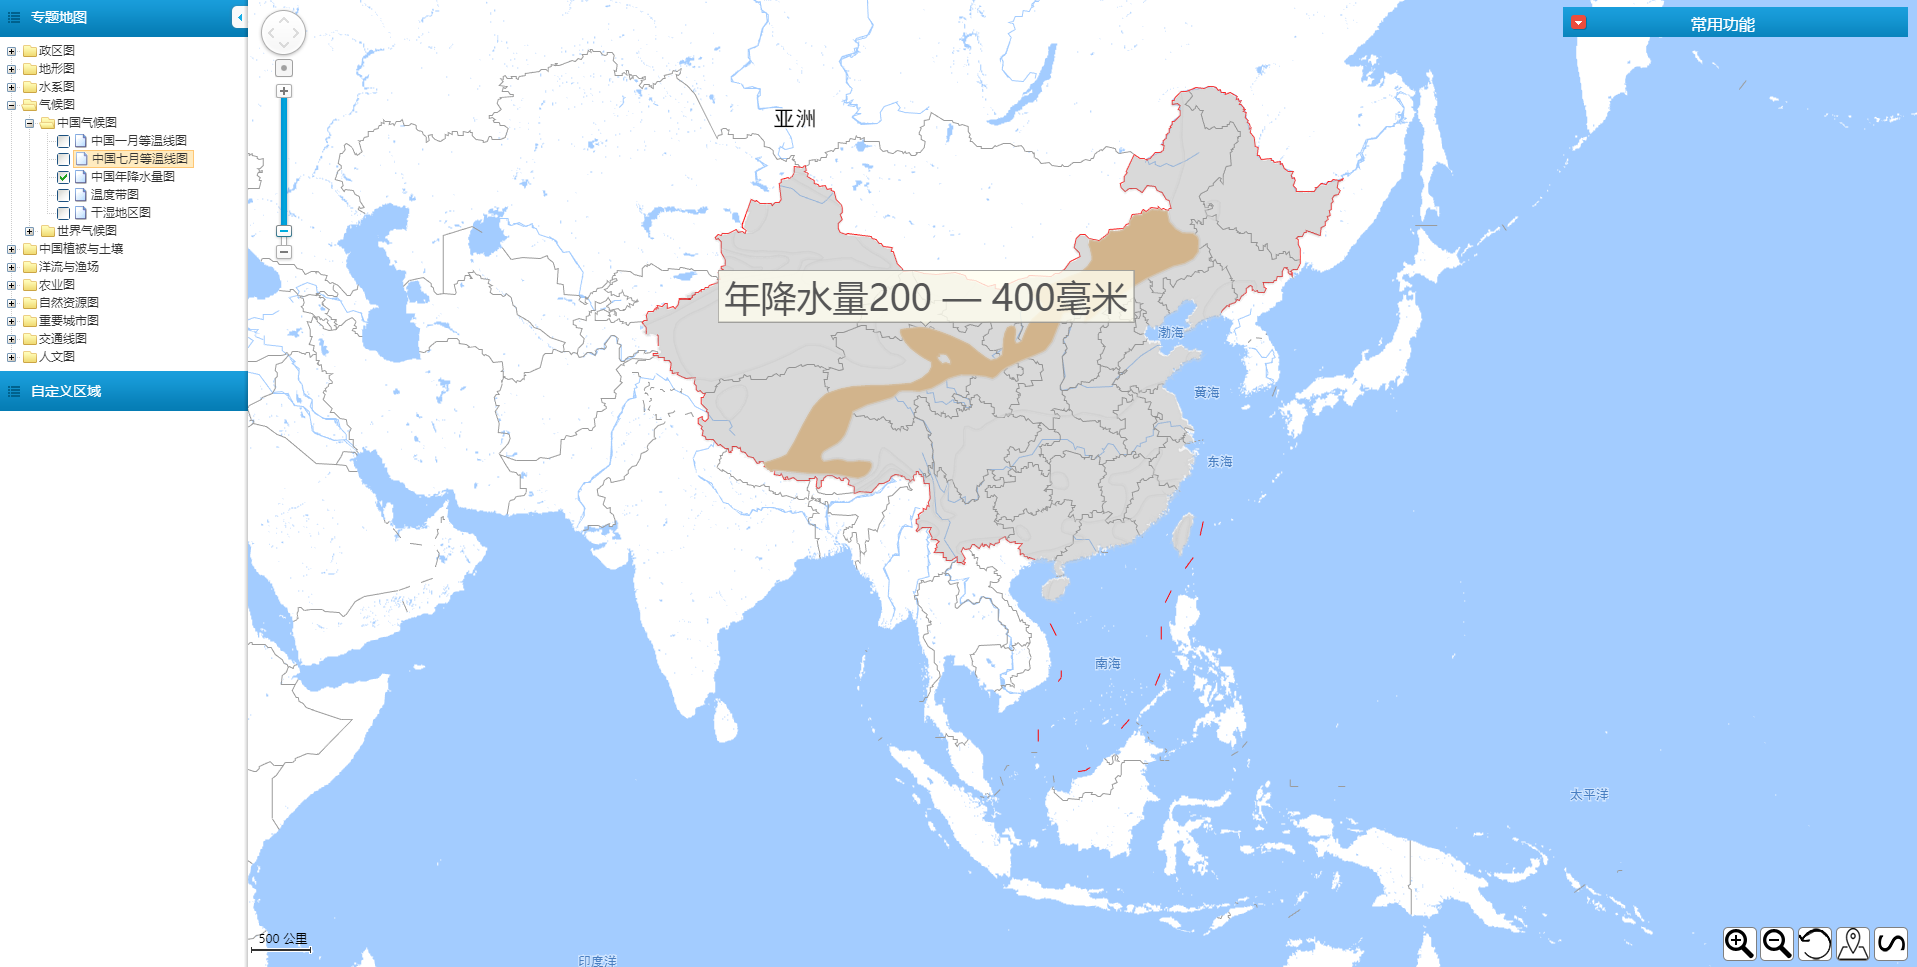 专题地图
政区图
地形图
水系图
气候图
中国气候图
中国一月等温线图
中国七月等温线图
中国年降水量图
温度带图
干湿地区图
世界气候图
中国植被与土壤
洋流与渔场
农业图
自然资源图
重要城市图
交通线图
人文图
自定义区域
常用功能
亚洲
年降水量200 — 400毫米
渤海
黄海
东海
南海
太平洋
500 公里
印度洋